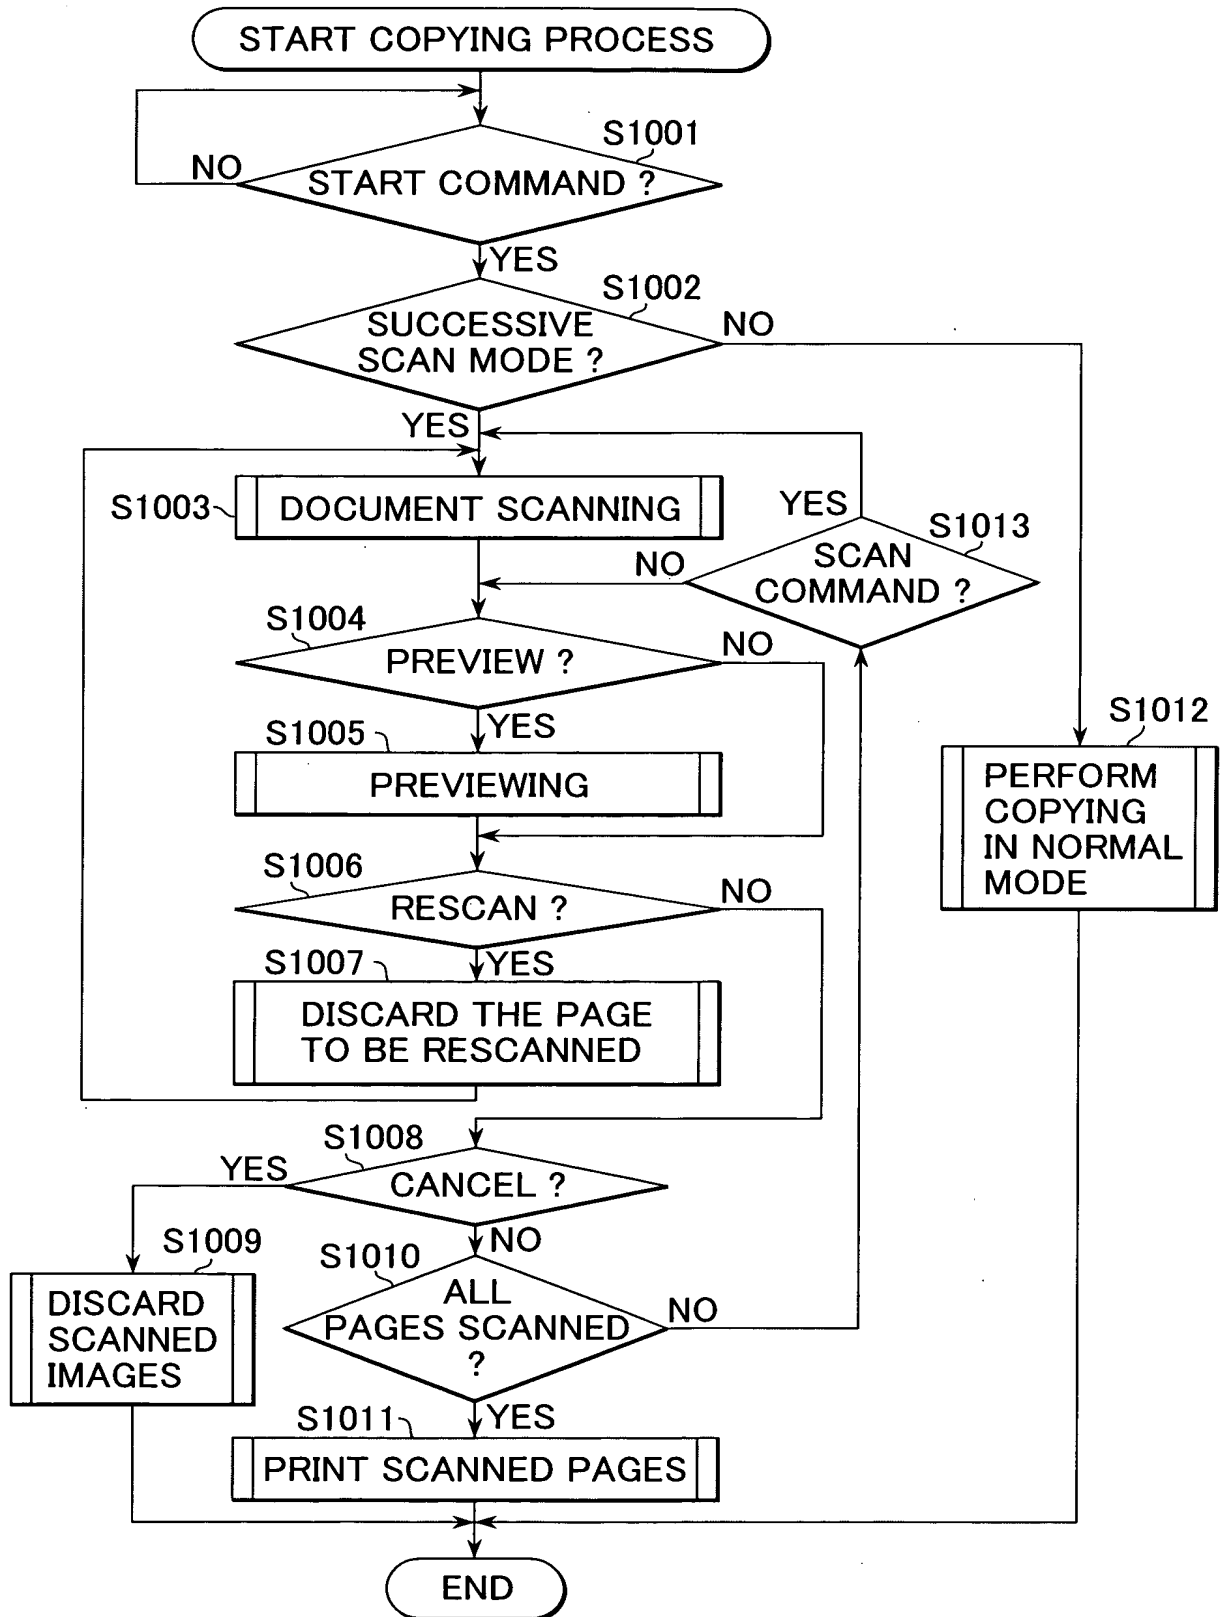 START COPYING PROCESS
S1001
NO
START COMMAND ?
YES
S1002
SUCCESSIVE
SCAN MODE ?
NO
YES
S1003
DOCUMENT SCANNING
YES
S1013
SCAN
COMMAND ?
NO
S1004
PREVIEW ?
NO
YES
S1005
PREVIEWING
S1012
PERFORM
COPYING
IN NORMAL
MODE
S1006
RESCAN ?
NO
YES
S1007
DISCARD THE PAGE
TO BE RESCANNED
S1008
YES
CANCEL ?
NO
S1009
DISCARD
SCANNED
IMAGES
S1010
ALL
PAGES SCANNED
?
NO
YES
S1011
PRINT SCANNED PAGES
END